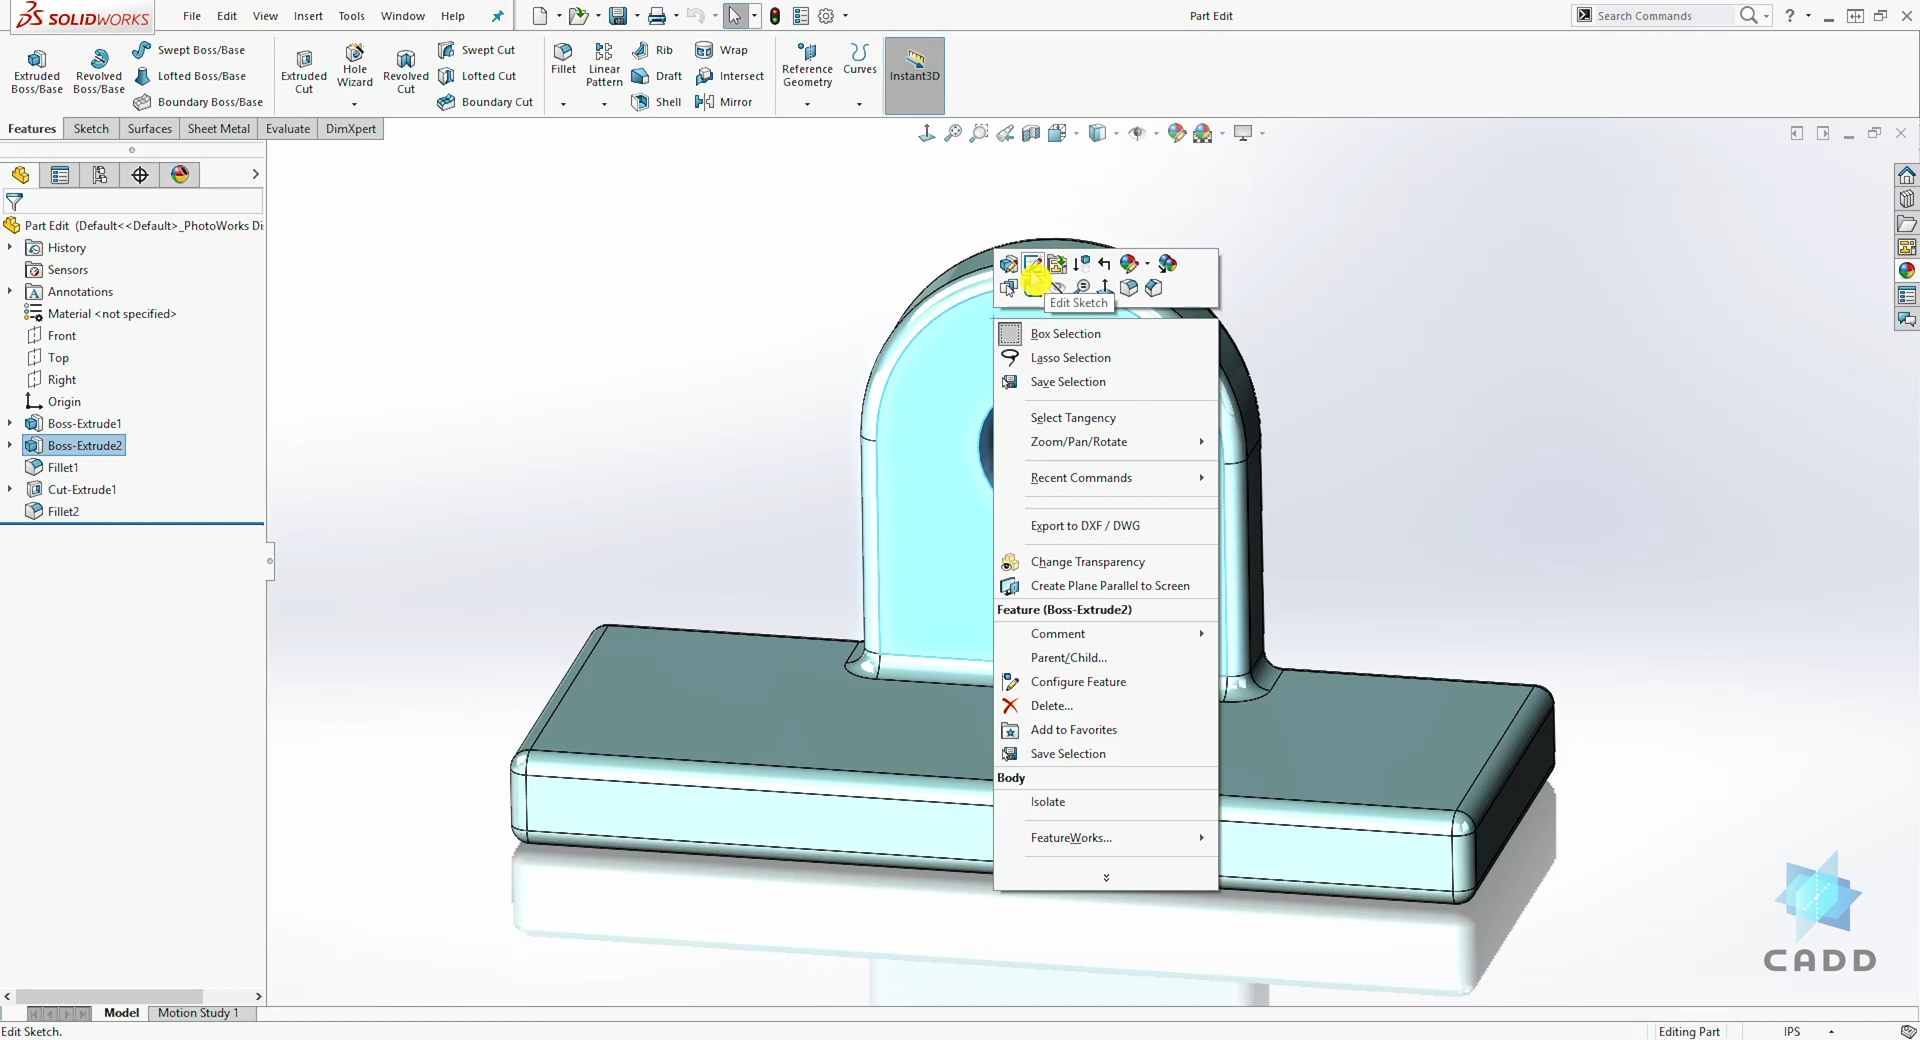 SOLIDWORKS
File Edit View Insert Tools Window Help
Part Edit
Search Commands
Extruded Boss/Base
Revolved Boss/Base
Swept Boss/Base
Lofted Boss/Base
Boundary Boss/Base
Extruded Cut
Hole Wizard
Revolved Cut
Swept Cut
Lofted Cut
Boundary Cut
Fillet
Linear Pattern
Rib
Draft
Shell
Wrap
Intersect
Mirror
Reference Geometry
Curves
Instant3D
Features Sketch Surfaces Sheet Metal Evaluate DimXpert
Part Edit (Default<<Default>_PhotoWorks Di
History
Sensors
Annotations
Material <not specified>
Front
Top
Right
Origin
Boss-Extrude1
Boss-Extrude2
Fillet1
Cut-Extrude1
Fillet2
Edit Sketch
Box Selection
Lasso Selection
Save Selection
Select Tangency
Zoom/Pan/Rotate
Recent Commands
Export to DXF / DWG
Change Transparency
Create Plane Parallel to Screen
Feature (Boss-Extrude2)
Comment
Parent/Child...
Configure Feature
Delete...
Add to Favorites
Save Selection
Body
Isolate
FeatureWorks...
CADD
Model Motion Study 1
Edit Sketch.
Editing Part
IPS